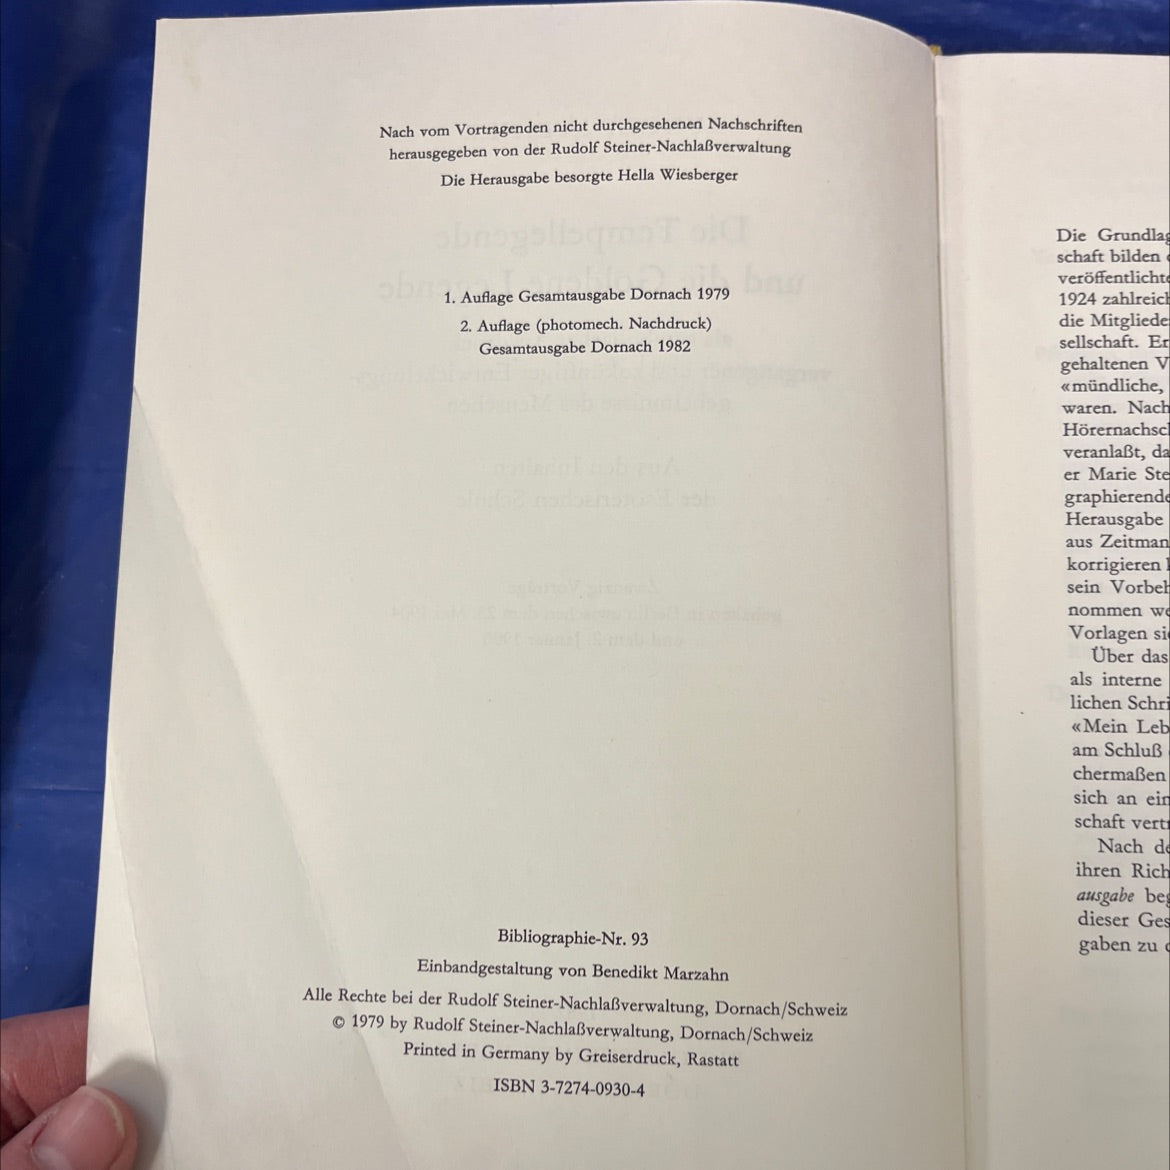 Nach vom Vortragenden nicht durchgesehenen Nachschriften
herausgegeben von der Rudolf Steiner-Nachlaßverwaltung
Die Herausgabe besorgte Hella Wiesberger
1. Auflage Gesamtausgabe Dornach 1979
2. Auflage (photomech. Nachdruck)
Gesamtausgabe Dornach 1982
Bibliographie-Nr. 93
Einbandgestaltung von Benedikt Marzahn
Alle Rechte bei der Rudolf Steiner-Nachlaßverwaltung, Dornach/Schweiz
© 1979 by Rudolf Steiner-Nachlaßverwaltung, Dornach/Schweiz
Printed in Germany by Greiserdruck, Rastatt
ISBN 3-7274-0930-4
Die Grundlag
schaft bilden
veröffentlichte
1924 zahlreich
die Mitgliede
sellschaft. Er
gehaltenen V
«mündliche,
waren. Nach
Hörernachsch
veranlaßt, da
er Marie Ste
graphierende
Herausgabe
aus Zeitman
korrigieren
sein Vorbeh
nommen we
Vorlagen sie
Über das
als interne
lichen Schri
«Mein Leb
am Schluß
chermaßen
sich an ein
schaft vert
Nach de
ihren Rich
ausgabe beg
dieser Ges
gaben zu